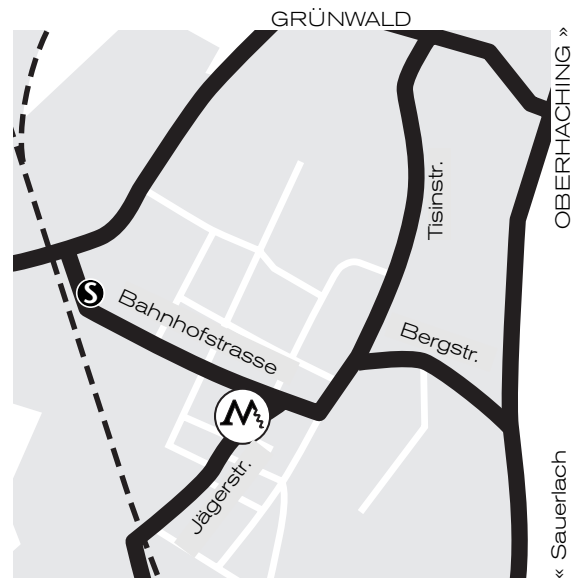 GRÜNWALD
OBERHACHING »
Tisinstr.
S
Bahnhofstrasse
Bergstr.
M
Jägerstr.
« Sauerlach